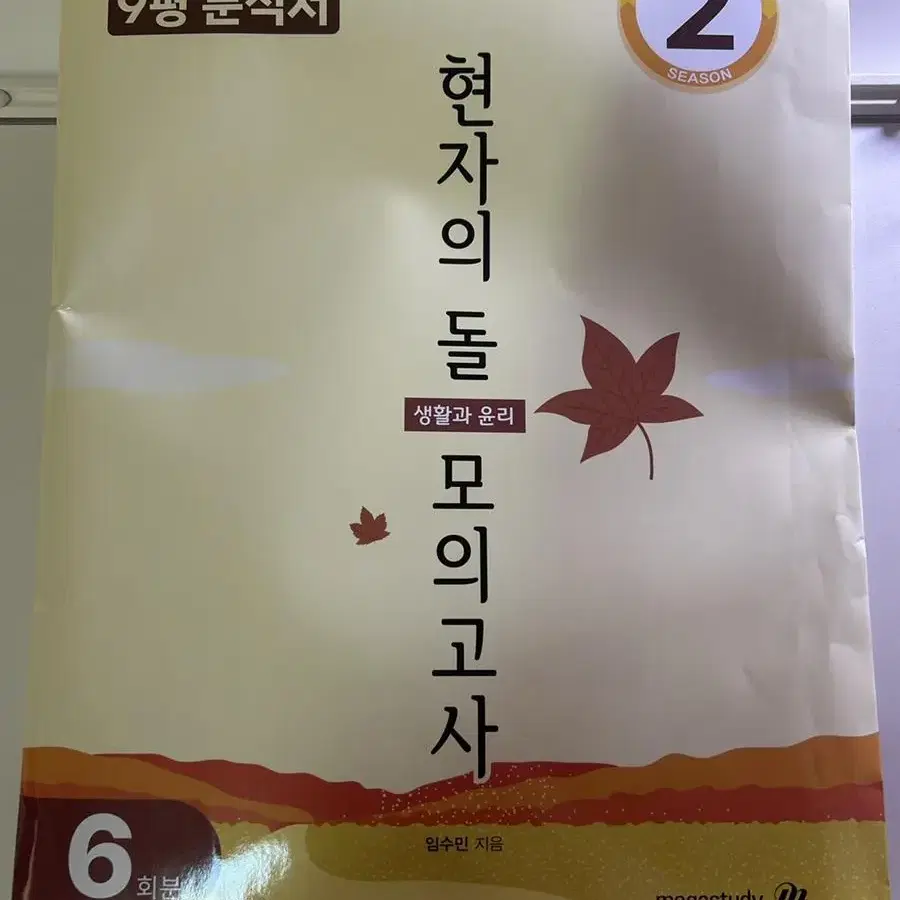 9평 분석서
2
SEASON
현자의 돌
생활과 윤리
모의고사
임수민 지음
6회분
megastudy